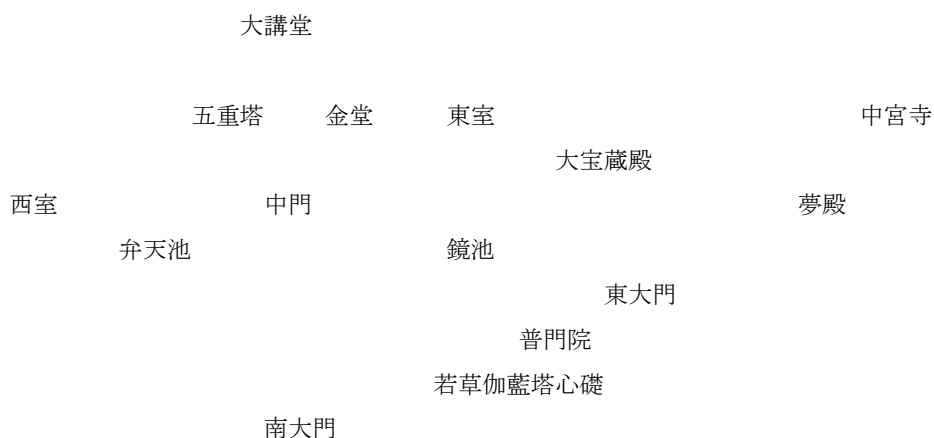 大講堂
五重塔 金堂 東室 中宮寺
大宝蔵殿
西室 中門 夢殿
弁天池 鏡池
東大門
普門院
若草伽藍塔心礎
南大門